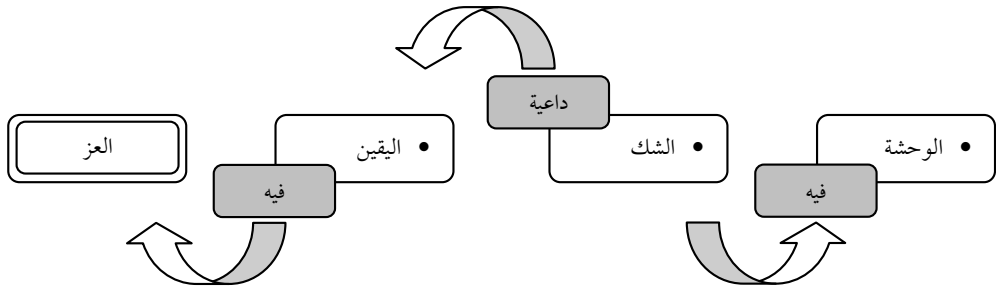 • الوحشة
فيه
• الشك
داعية
• اليقين
فيه
العز